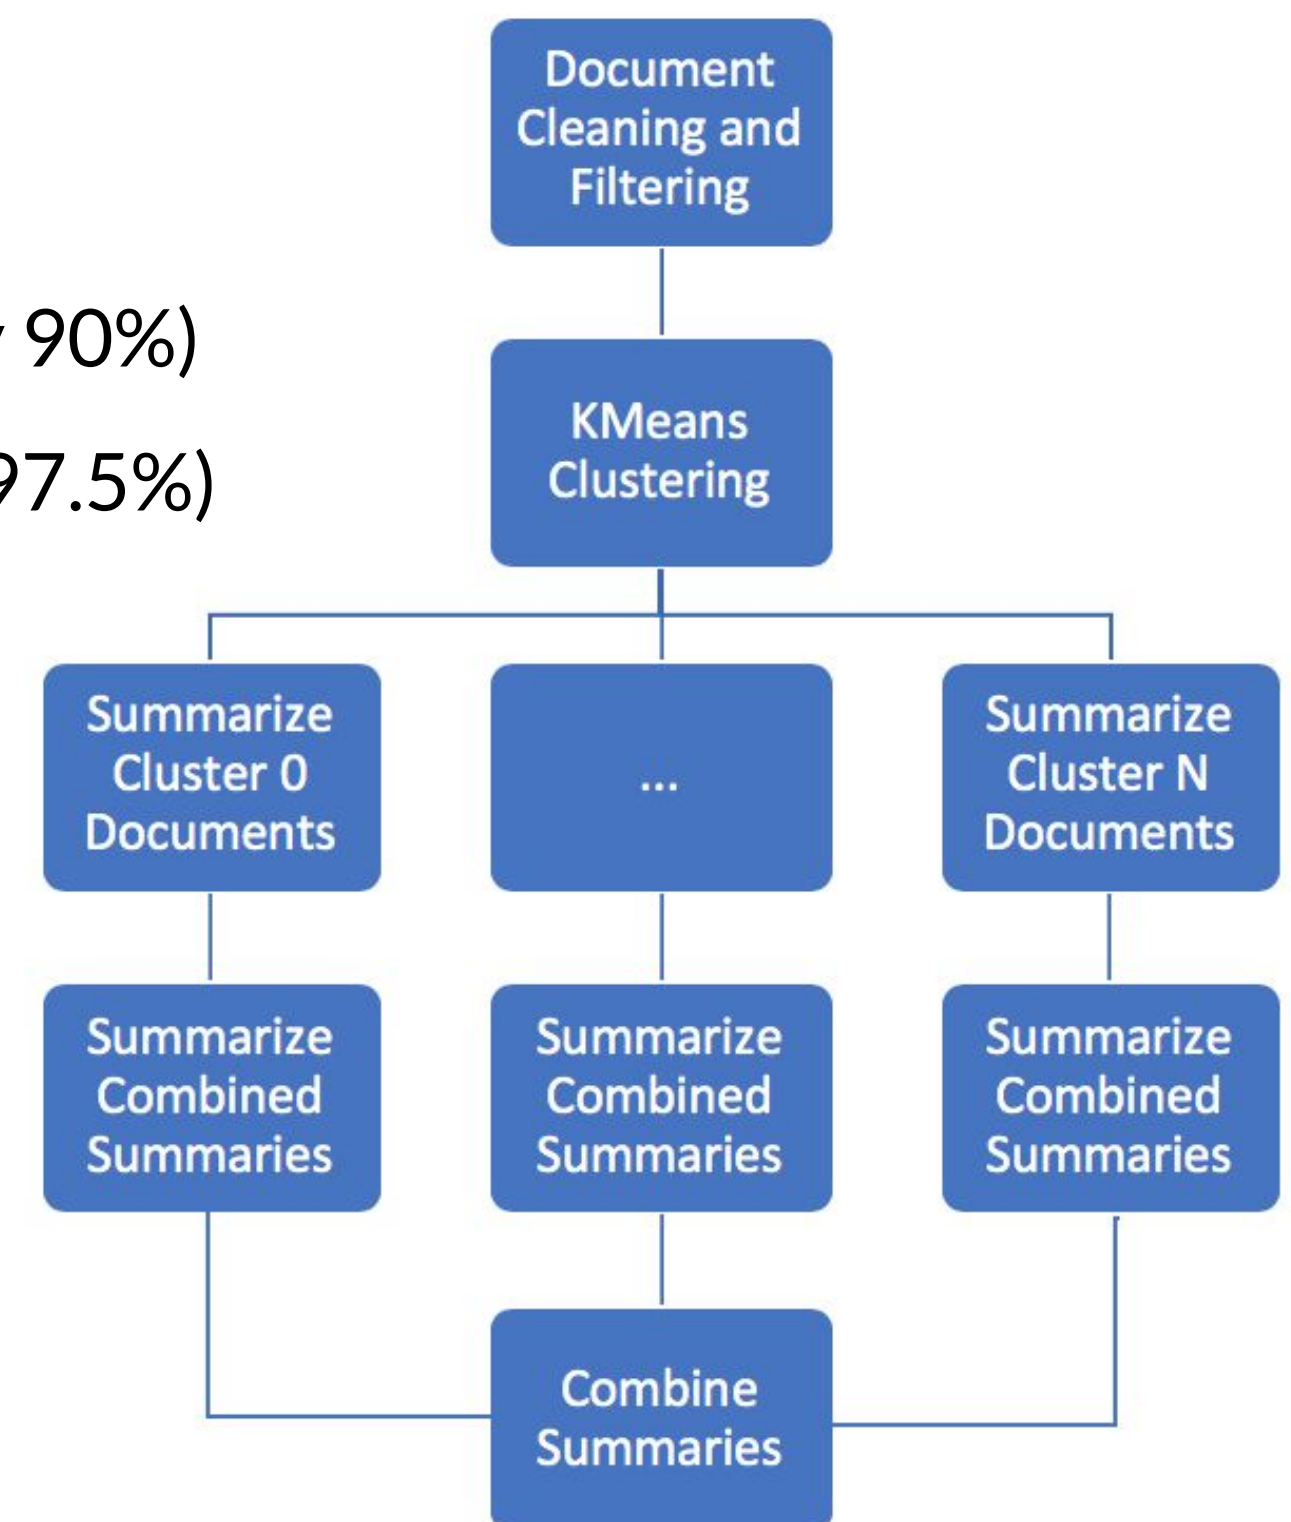 Document
Cleaning and
Filtering
90%)
97.5%)
KMeans
Clustering
Summarize
Cluster 0
Documents
...
Summarize
Cluster N
Documents
Summarize
Combined
Summaries
Summarize
Combined
Summaries
Summarize
Combined
Summaries
Combine
Summaries